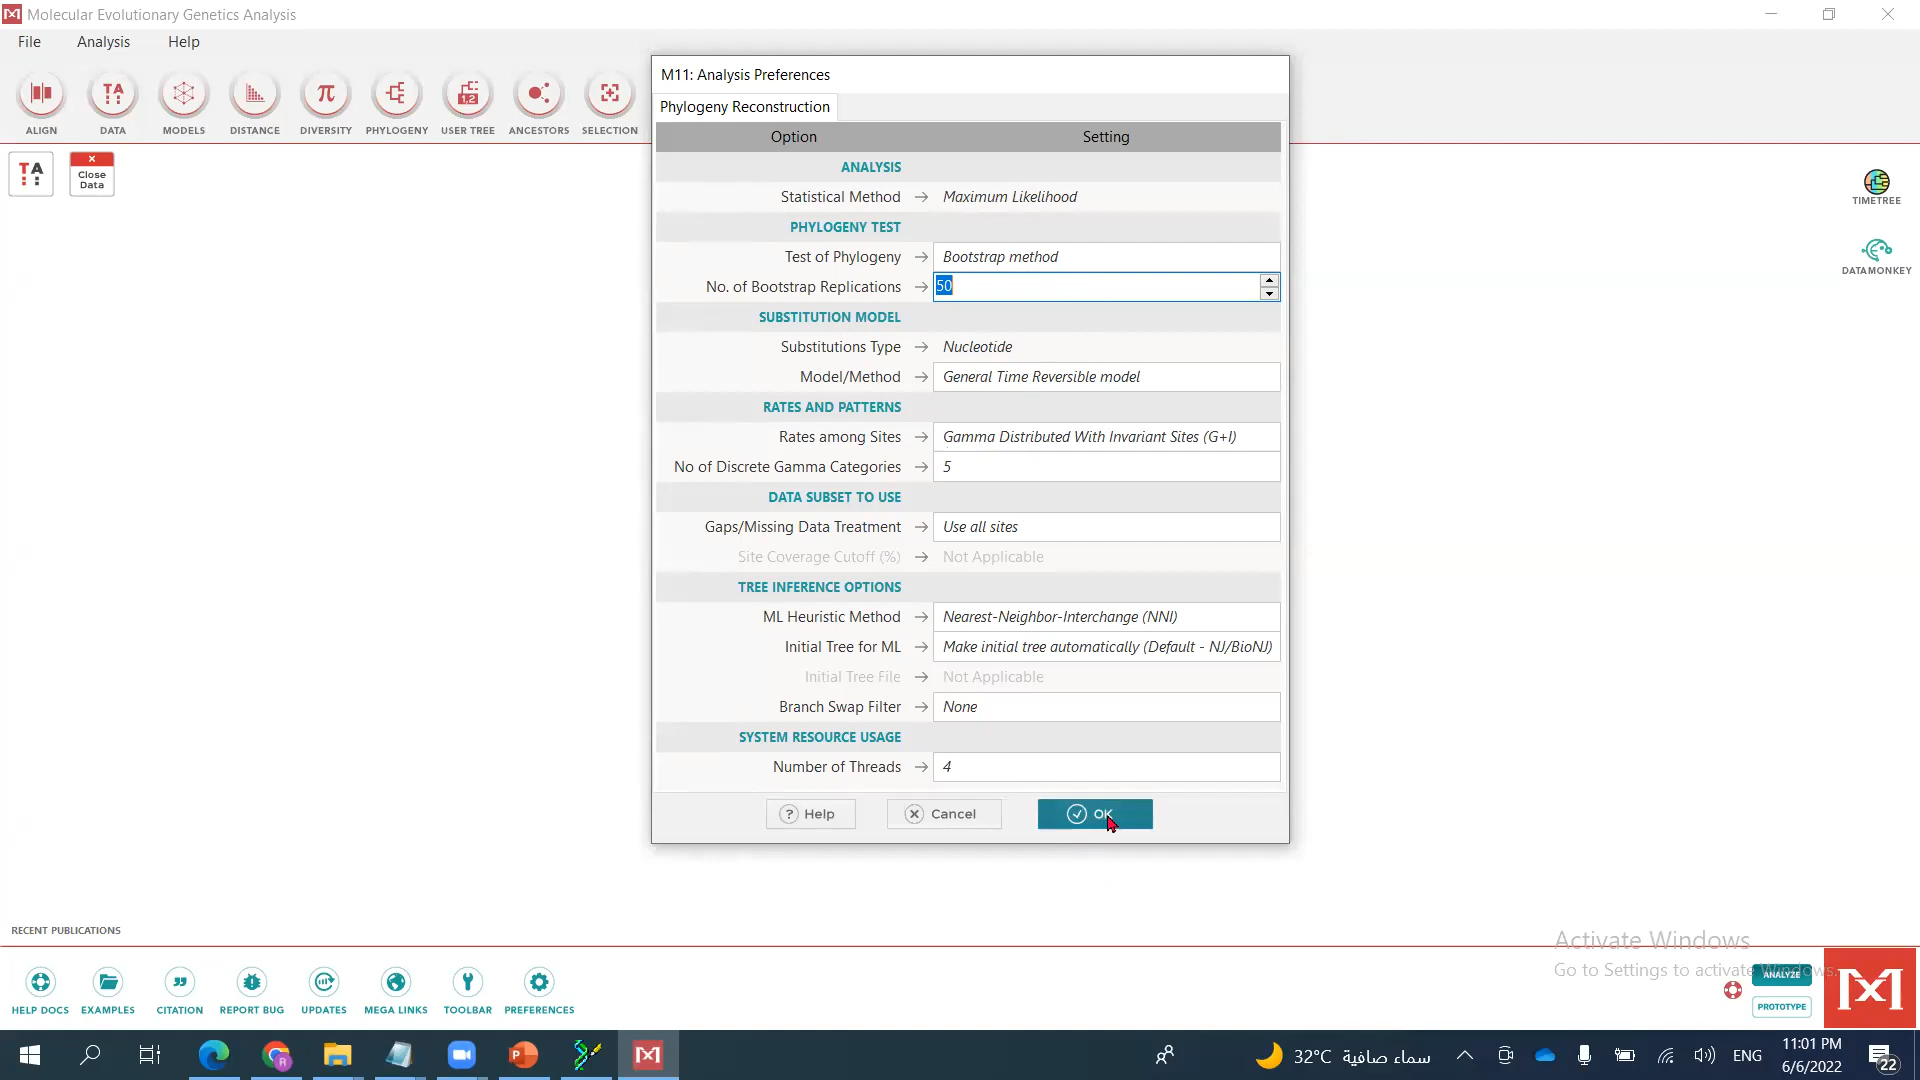 Molecular Evolutionary Genetics Analysis
File Analysis Help
ALIGN DATA MODELS DISTANCE DIVERSITY PHYLOGENY USER TREE ANCESTORS SELECTION
TA
Close
Data
TIMETREE
DATAMONKEY
M11: Analysis Preferences
Phylogeny Reconstruction
Option Setting
ANALYSIS
Statistical Method → Maximum Likelihood
PHYLOGENY TEST
Test of Phylogeny → Bootstrap method
No. of Bootstrap Replications → 50
SUBSTITUTION MODEL
Substitutions Type → Nucleotide
Model/Method → General Time Reversible model
RATES AND PATTERNS
Rates among Sites → Gamma Distributed With Invariant Sites (G+I)
No of Discrete Gamma Categories → 5
DATA SUBSET TO USE
Gaps/Missing Data Treatment → Use all sites
Site Coverage Cutoff (%) → Not Applicable
TREE INFERENCE OPTIONS
ML Heuristic Method → Nearest-Neighbor-Interchange (NNI)
Initial Tree for ML → Make initial tree automatically (Default - NJ/BioNJ)
Initial Tree File → Not Applicable
Branch Swap Filter → None
SYSTEM RESOURCE USAGE
Number of Threads → 4
Help Cancel OK
RECENT PUBLICATIONS
Activate Windows
Go to Settings to activate Windows.
ANALYZE
PROTOTYPE
HELP DOCS EXAMPLES CITATION REPORT BUG UPDATES MEGA LINKS TOOLBAR PREFERENCES
32°C سماء صافية
ENG
11:01 PM
6/6/2022
22